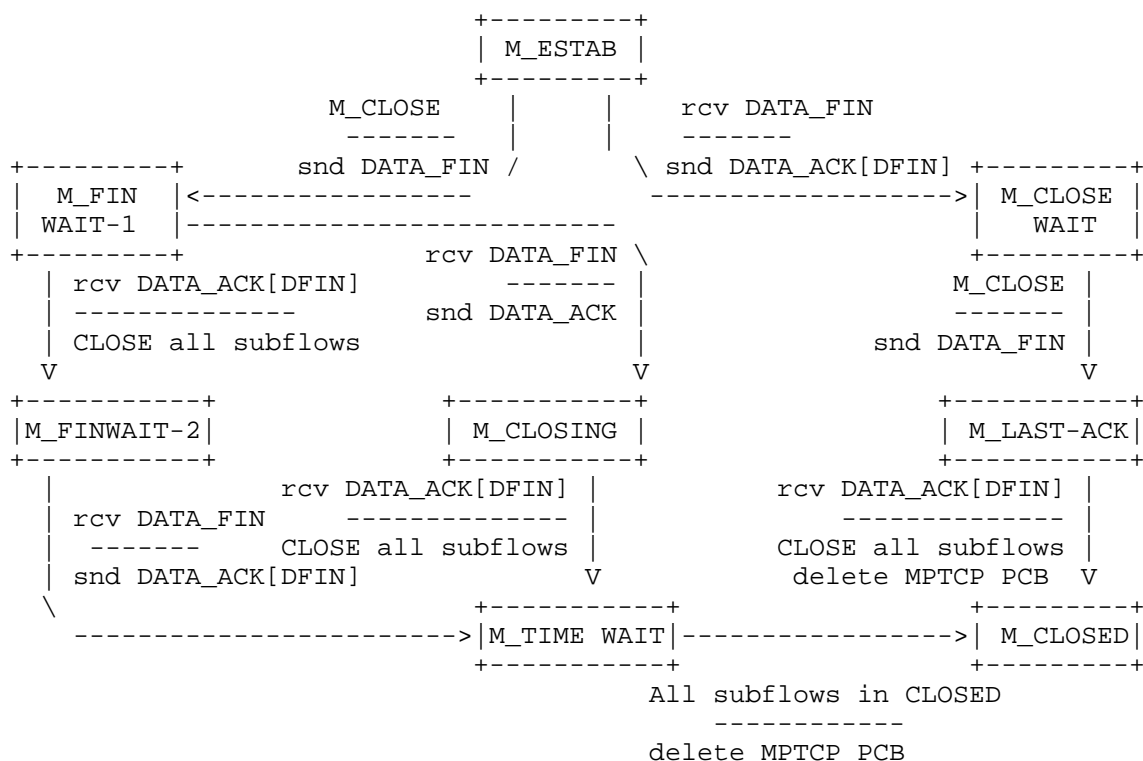 M_ESTAB
M_CLOSE rcv DATA_FIN
snd DATA_FIN snd DATA_ACK[DFIN]
M_FIN M_CLOSE
WAIT-1 WAIT
rcv DATA_FIN
rcv DATA_ACK[DFIN] M_CLOSE
snd DATA_ACK
CLOSE all subflows snd DATA_FIN
M_FINWAIT-2 M_CLOSING M_LAST-ACK
rcv DATA_ACK[DFIN] rcv DATA_ACK[DFIN]
rcv DATA_FIN
CLOSE all subflows CLOSE all subflows
snd DATA_ACK[DFIN] delete MPTCP PCB
M_TIME WAIT M_CLOSED
All subflows in CLOSED
delete MPTCP PCB